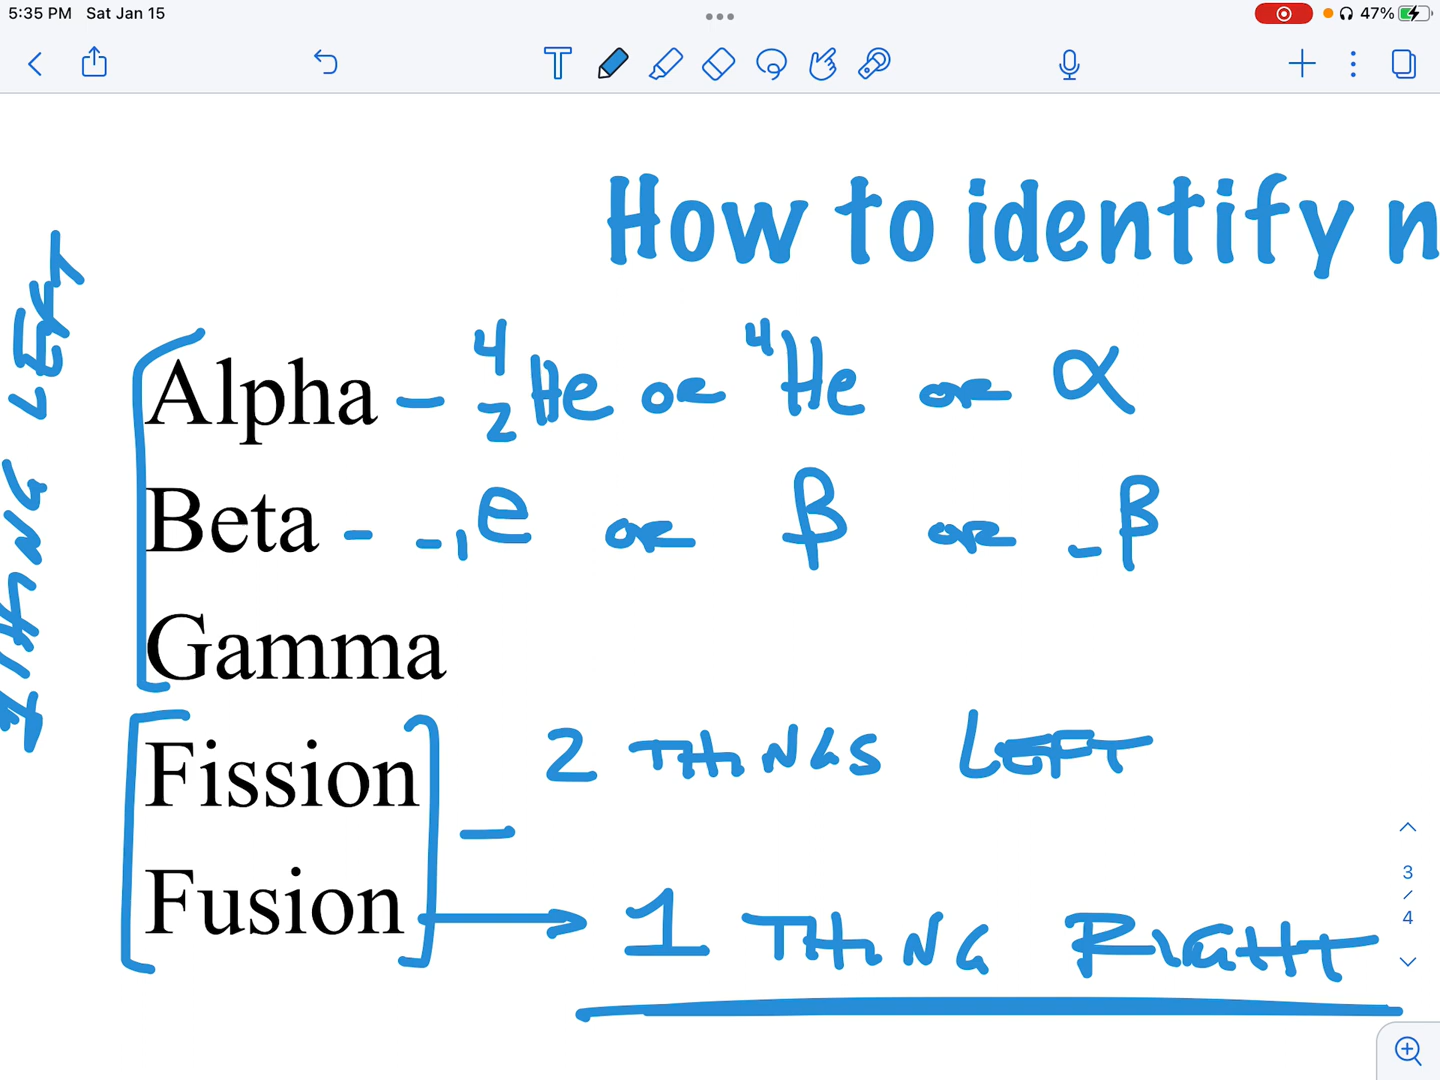 5:35 PM Sat Jan 15
47%
How to identify n
1 THING LEFT
Alpha – ⁴₂He OR ⁴He OR α
Beta - ₋₁e OR β OR -β
Gamma
Fission
2 THINGS LEFT
Fusion → 1 THING RIGHT
3 / 4